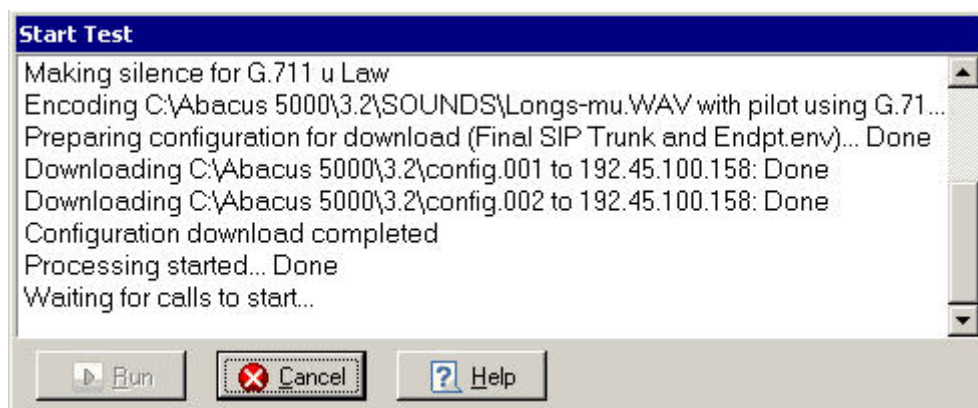 Start Test
Making silence for G.711 u Law
Encoding C:\Abacus 5000\3.2\SOUNDS\Longs-mu.WAV with pilot using G.71...
Preparing configuration for download (Final SIP Trunk and Endpt.env)... Done
Downloading C:\Abacus 5000\3.2\config.001 to 192.45.100.158: Done
Downloading C:\Abacus 5000\3.2\config.002 to 192.45.100.158: Done
Configuration download completed
Processing started... Done
Waiting for calls to start...
Run Cancel Help